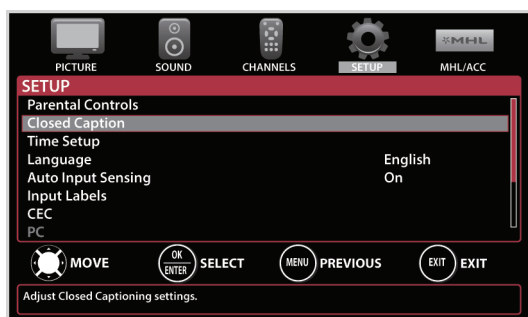 MHL
PICTURE SOUND CHANNELS SETUP MHL/ACC
SETUP
Parental Controls
Closed Caption
Time Setup
Language English
Auto Input Sensing On
Input Labels
CEC
PC
MOVE OK ENTER SELECT MENU PREVIOUS EXIT EXIT
Adjust Closed Captioning settings.